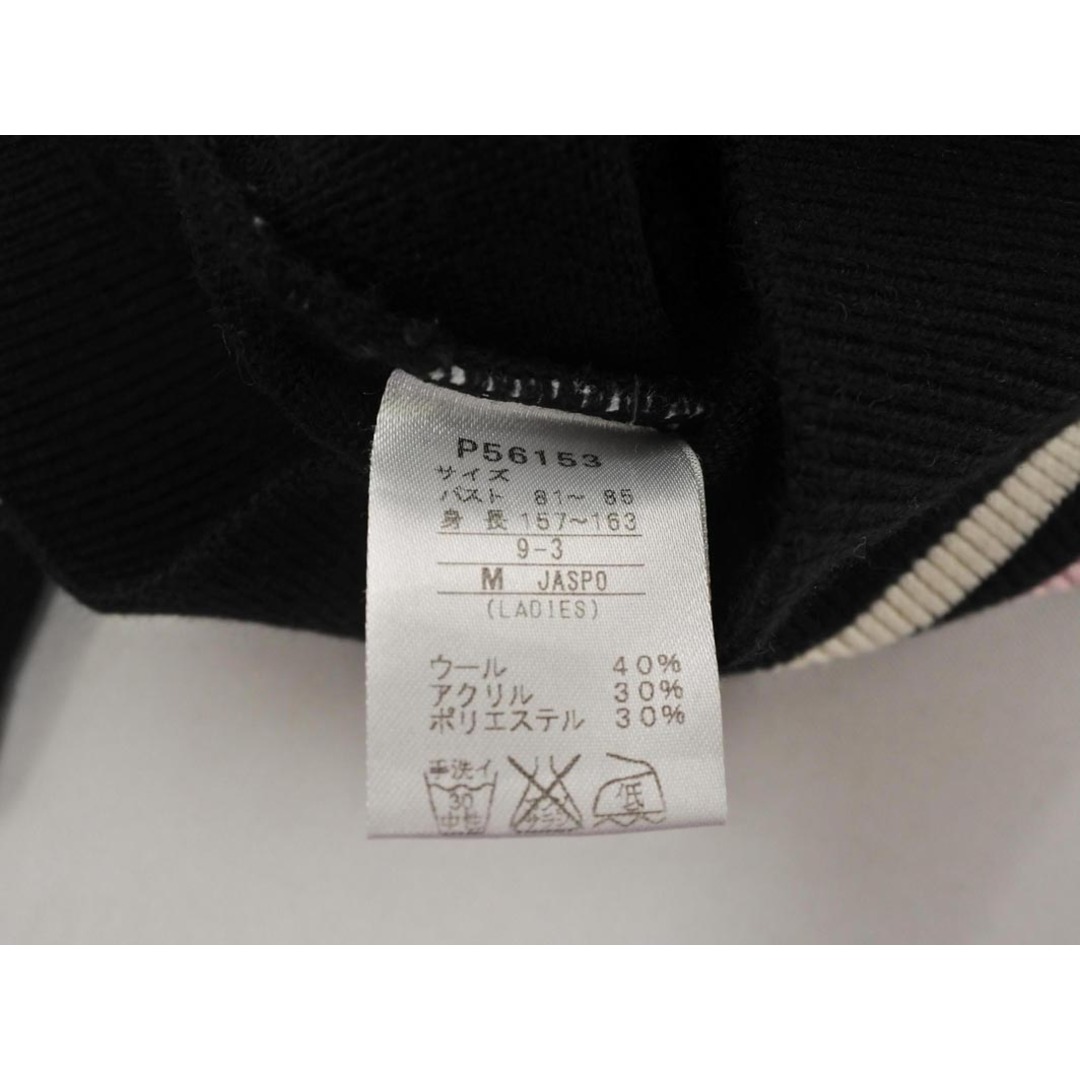 P56153
サイズ
バスト 81〜 85
身 長 157〜163
9-3
M JASPO
(LADIES)
ウール 40%
アクリル 30%
ポリエステル 30%
手洗イ
30
中性
低